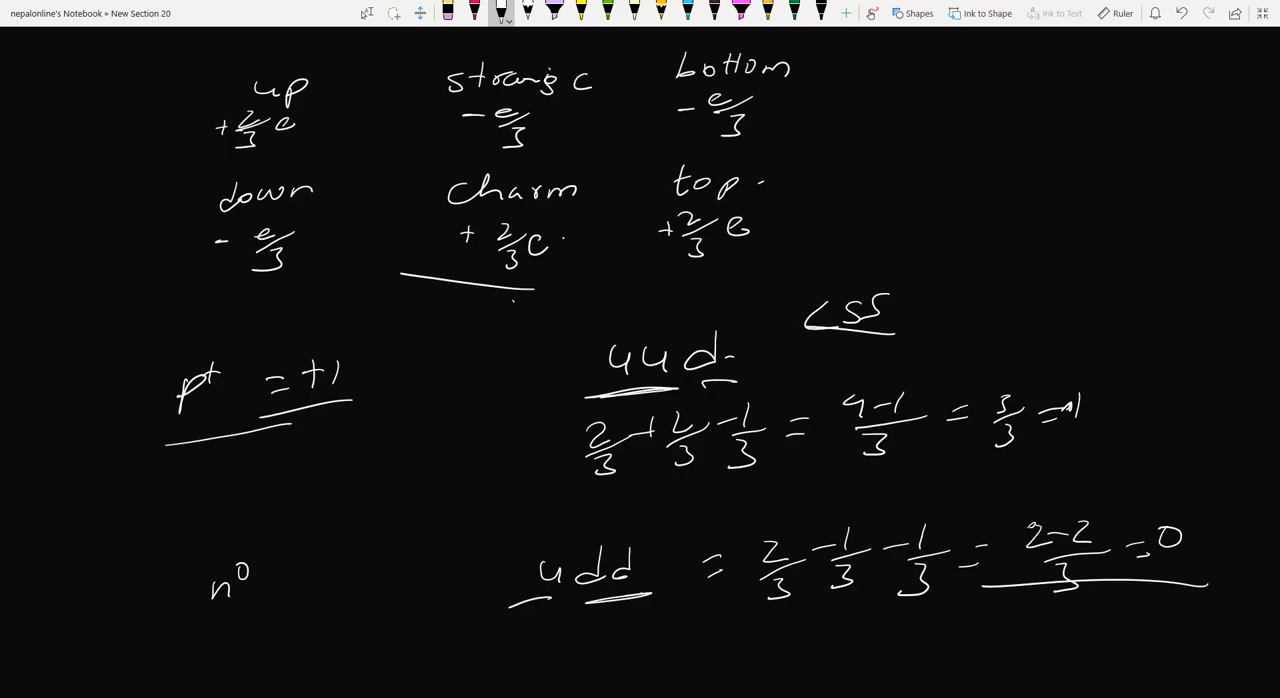 nepalonline's Notebook » New Section 20
Shapes Ink to Shape Ink to Text Ruler
up strange bottom
+2/3 e -e/3 -e/3
down charm top
-e/3 +2/3 e +2/3 e
css
p+ = +1 uud
2/3 + 2/3 - 1/3 = 4-1/3 = 3/3 = +1
n0 udd = 2/3 - 1/3 - 1/3 = 2-2/3 = 0